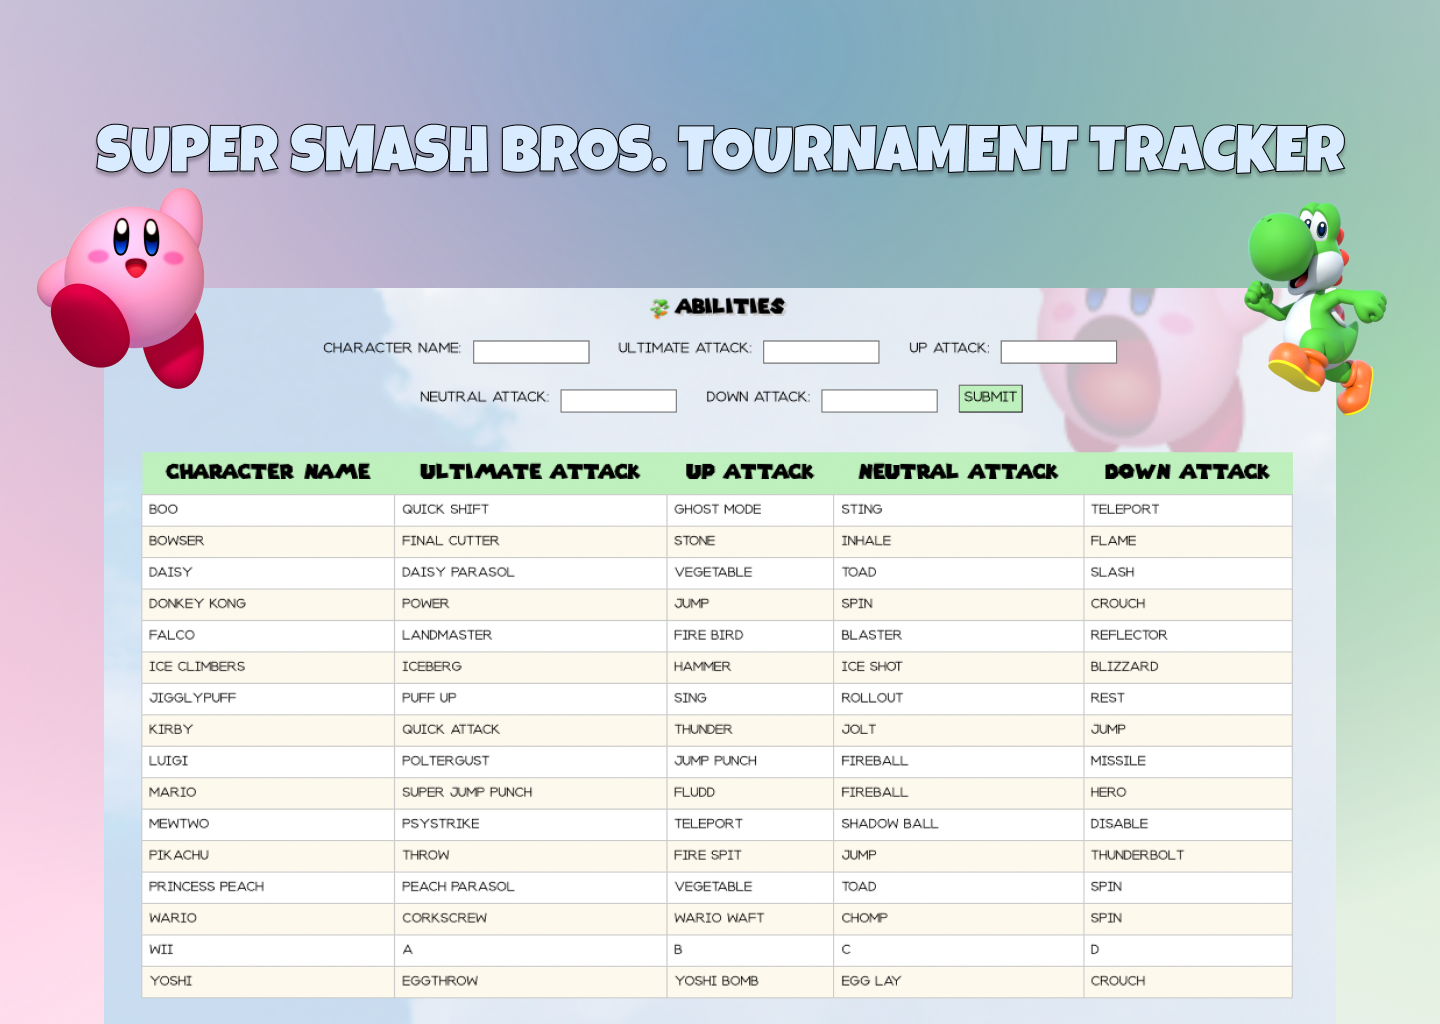 SUPER SMASH BROS. TOURNAMENT TRACKER
ABILITIES
CHARACTER NAME: ULTIMATE ATTACK: UP ATTACK:
NEUTRAL ATTACK: DOWN ATTACK: SUBMIT
CHARACTER NAME ULTIMATE ATTACK UP ATTACK NEUTRAL ATTACK DOWN ATTACK
BOO QUICK SHIFT GHOST MODE STING TELEPORT
BOWSER FINAL CUTTER STONE INHALE FLAME
DAISY DAISY PARASOL VEGETABLE TOAD SLASH
DONKEY KONG POWER JUMP SPIN CROUCH
FALCO LANDMASTER FIRE BIRD BLASTER REFLECTOR
ICE CLIMBERS ICEBERG HAMMER ICE SHOT BLIZZARD
JIGGLYPUFF PUFF UP SING ROLLOUT REST
KIRBY QUICK ATTACK THUNDER JOLT JUMP
LUIGI POLTERGUST JUMP PUNCH FIREBALL MISSILE
MARIO SUPER JUMP PUNCH FLUDD FIREBALL HERO
MEWTWO PSYSTRIKE TELEPORT SHADOW BALL DISABLE
PIKACHU THROW FIRE SPIT JUMP THUNDERBOLT
PRINCESS PEACH PEACH PARASOL VEGETABLE TOAD SPIN
WARIO CORKSCREW WARIO WAFT CHOMP SPIN
WII A B C D
YOSHI EGGTHROW YOSHI BOMB EGG LAY CROUCH